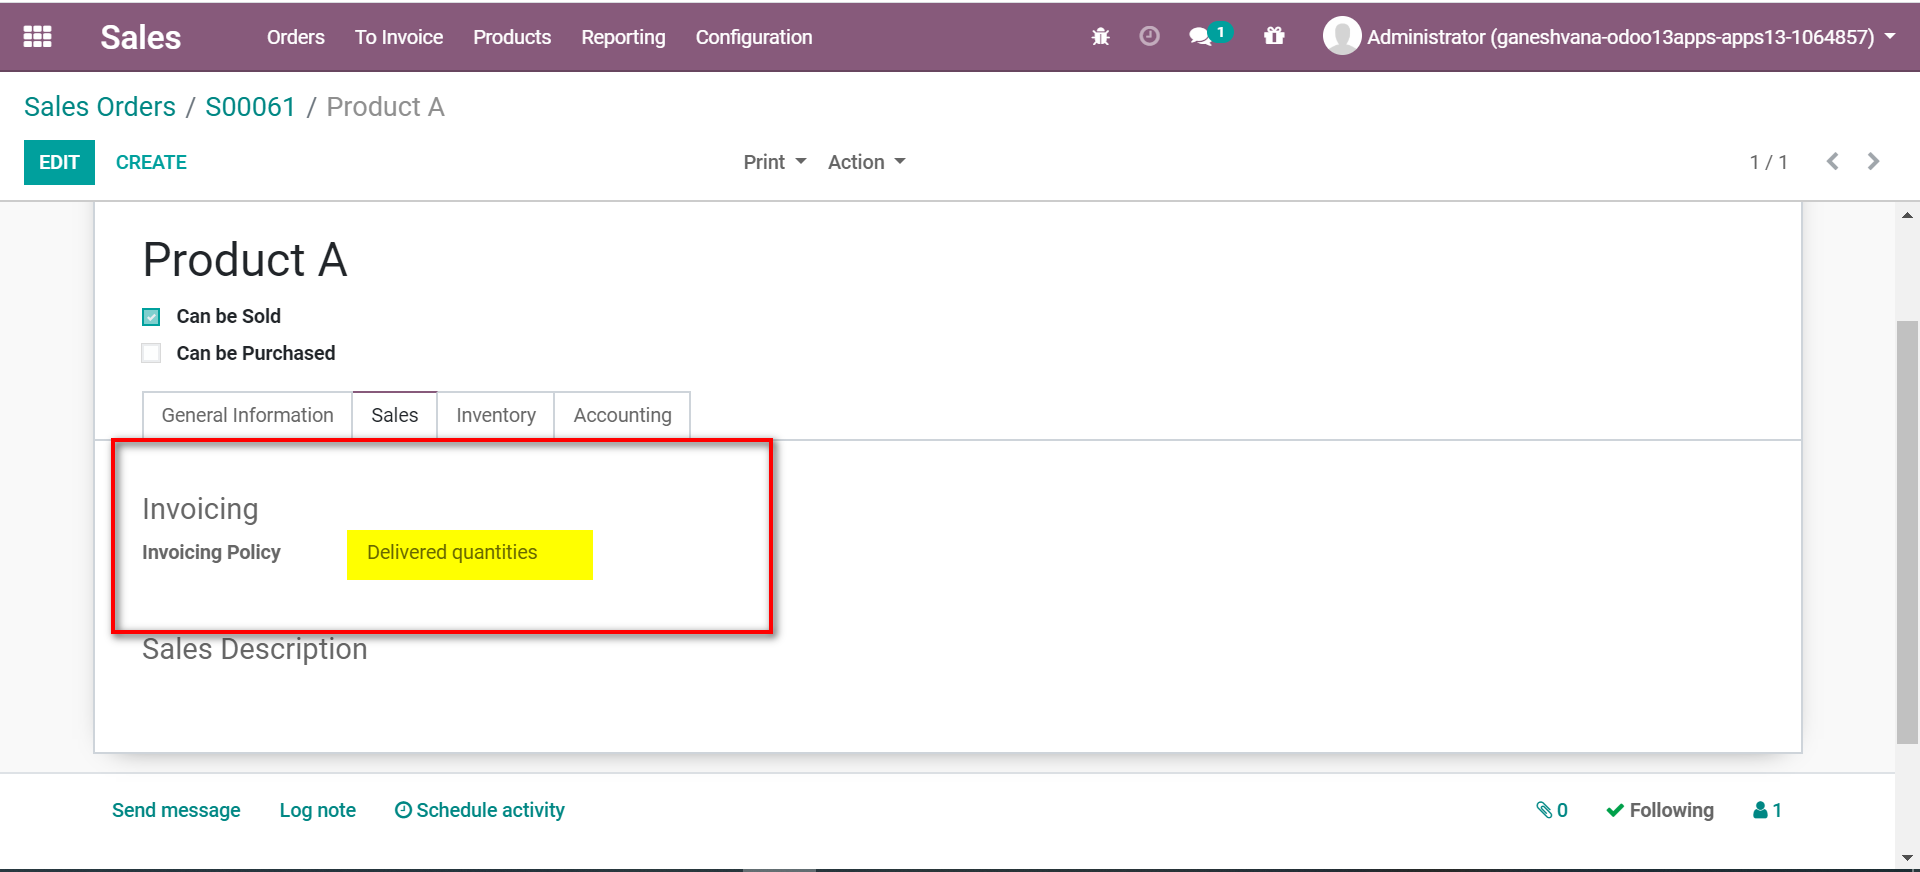 Sales Orders To Invoice Products Reporting Configuration 1 Administrator (ganeshvana-odoo13apps-apps13-1064857)
Sales Orders / S00061 / Product A
EDIT CREATE Print Action 1 / 1
Product A
Can be Sold
Can be Purchased
General Information Sales Inventory Accounting
Invoicing
Invoicing Policy Delivered quantities
Sales Description
Send message Log note Schedule activity 0 Following 1